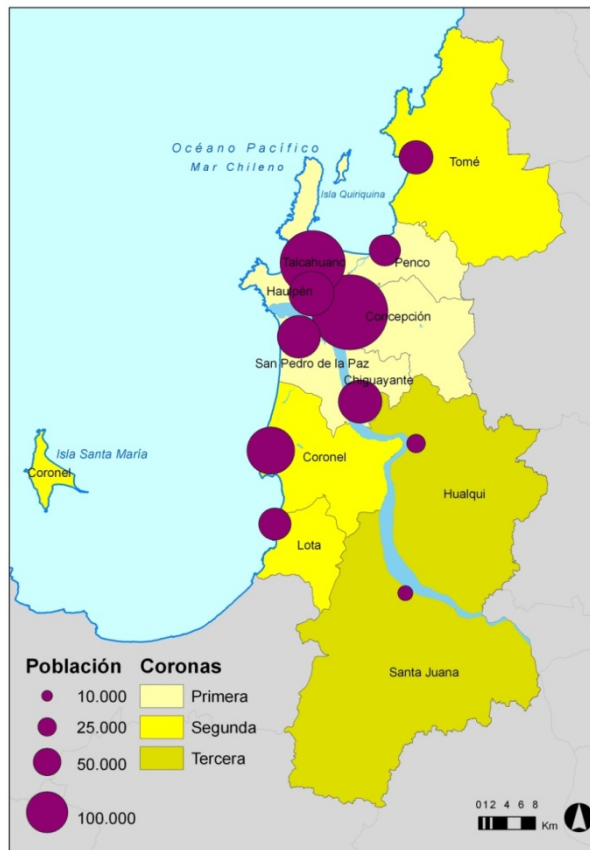 Océano Pacífico
Mar Chileno
Isla Quiriquina
Tomé
Talcahuano
Penco
Haulpén
Concepción
San Pedro de la Paz
Chiguayante
Isla Santa María
Coronel
Coronel
Hualqui
Lota
Santa Juana
Población
10.000
25.000
50.000
100.000
Coronas
Primera
Segunda
Tercera
0 1 2 4 6 8
Km